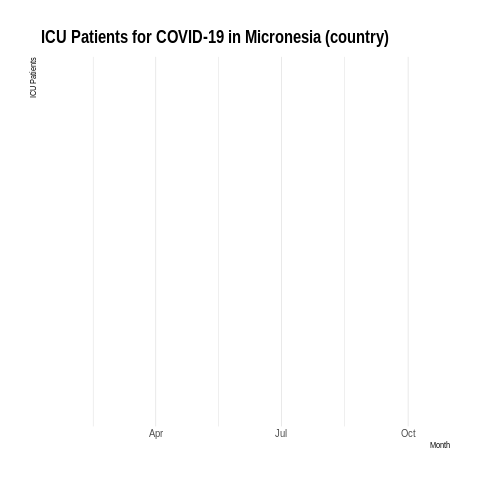 ICU Patients for COVID-19 in Micronesia (country)
ICU Patients
Apr Jul Oct
Month